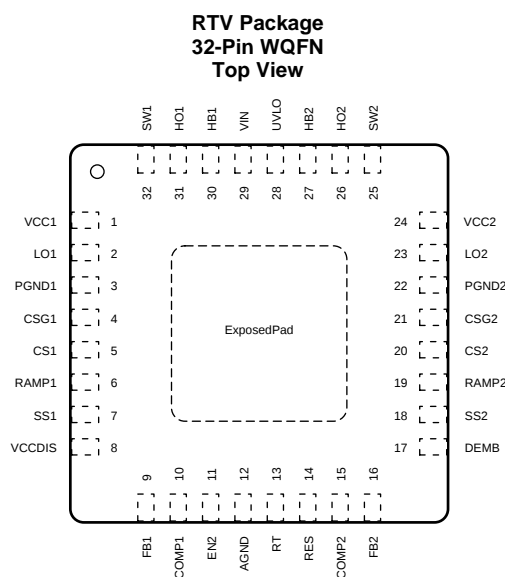 RTV Package
32-Pin WQFN
Top View
SW1 HO1 HB1 VIN UVLO HB2 HO2 SW2
32 31 30 29 28 27 26 25
VCC1 1 24 VCC2
LO1 2 23 LO2
PGND1 3 22 PGND2
CSG1 4 21 CSG2
CS1 5 20 CS2
RAMP1 6 19 RAMP2
SS1 7 18 SS2
VCCDIS 8 17 DEMB
ExposedPad
9 10 11 12 13 14 15 16
FB1 COMP1 EN2 AGND RT RES COMP2 FB2